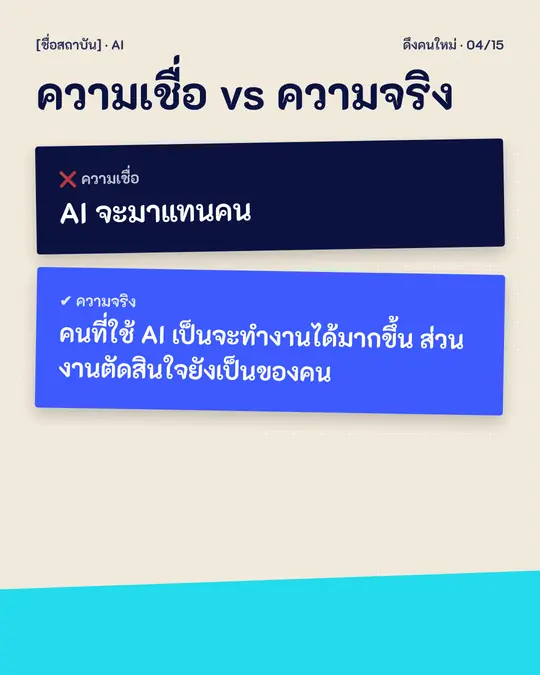 [ชื่อสถาบัน] · AI
ดึงคนใหม่ · 04/15
ความเชื่อ vs ความจริง
❌ ความเชื่อ
AI จะมาแทนคน
✔ ความจริง
คนที่ใช้ AI เป็นจะทำงานได้มากขึ้น ส่วน
งานตัดสินใจยังเป็นของคน